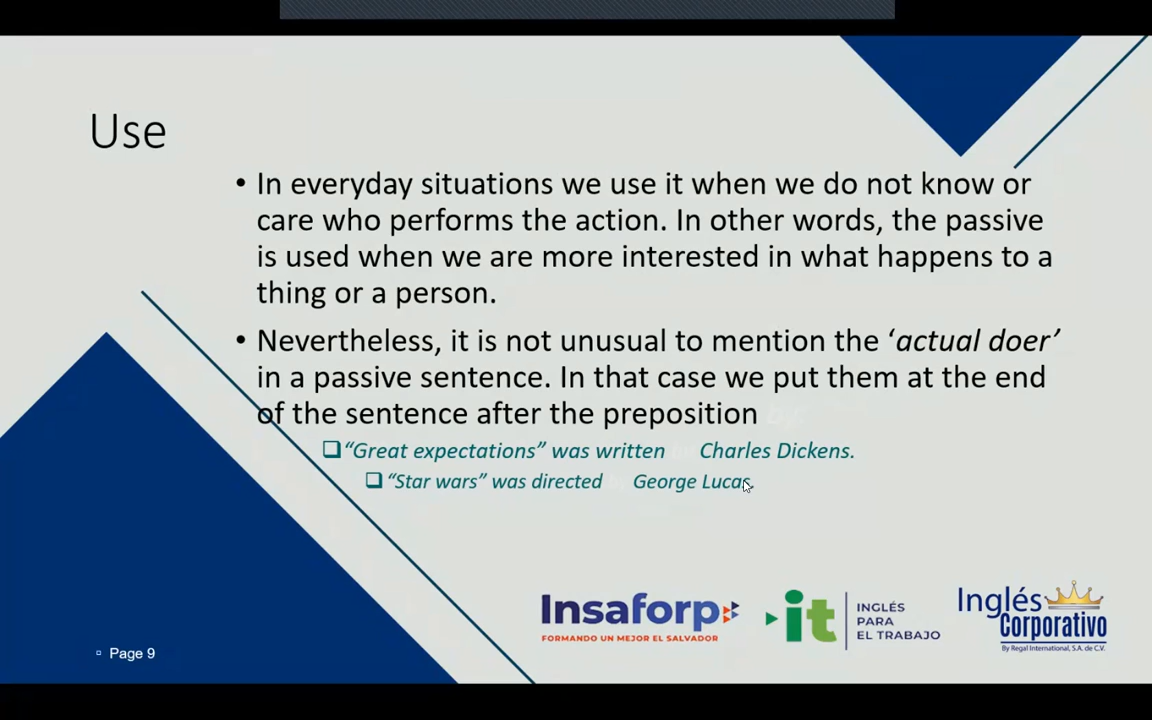 Use
• In everyday situations we use it when we do not know or
care who performs the action. In other words, the passive
is used when we are more interested in what happens to a
thing or a person.
• Nevertheless, it is not unusual to mention the ‘actual doer’
in a passive sentence. In that case we put them at the end
of the sentence after the preposition by.
❑“Great expectations” was written by Charles Dickens.
❑ “Star wars” was directed by George Lucas.
Insaforp
FORMANDO UN MEJOR EL SALVADOR
it
INGLÉS
PARA
EL TRABAJO
Inglés
Corporativo
By Regal International, S.A. de C.V.
Page 9